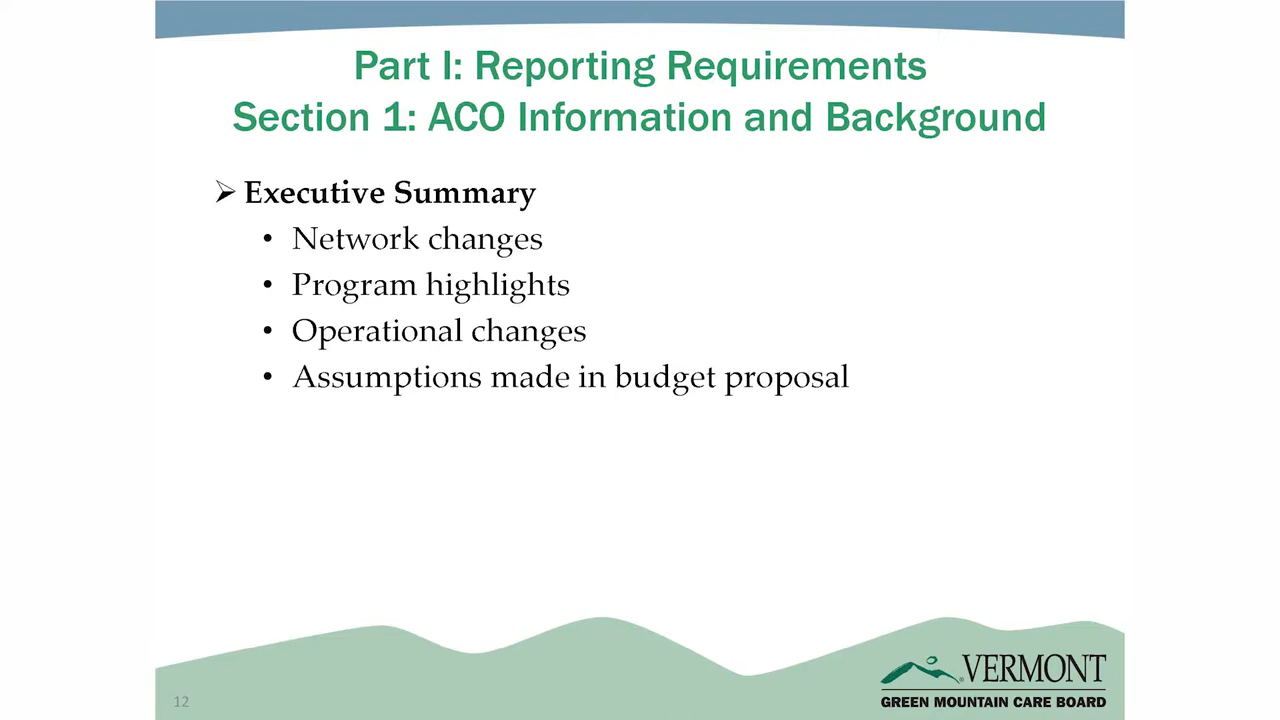 Part I: Reporting Requirements
Section 1: ACO Information and Background
➢ Executive Summary
• Network changes
• Program highlights
• Operational changes
• Assumptions made in budget proposal
12
VERMONT
GREEN MOUNTAIN CARE BOARD